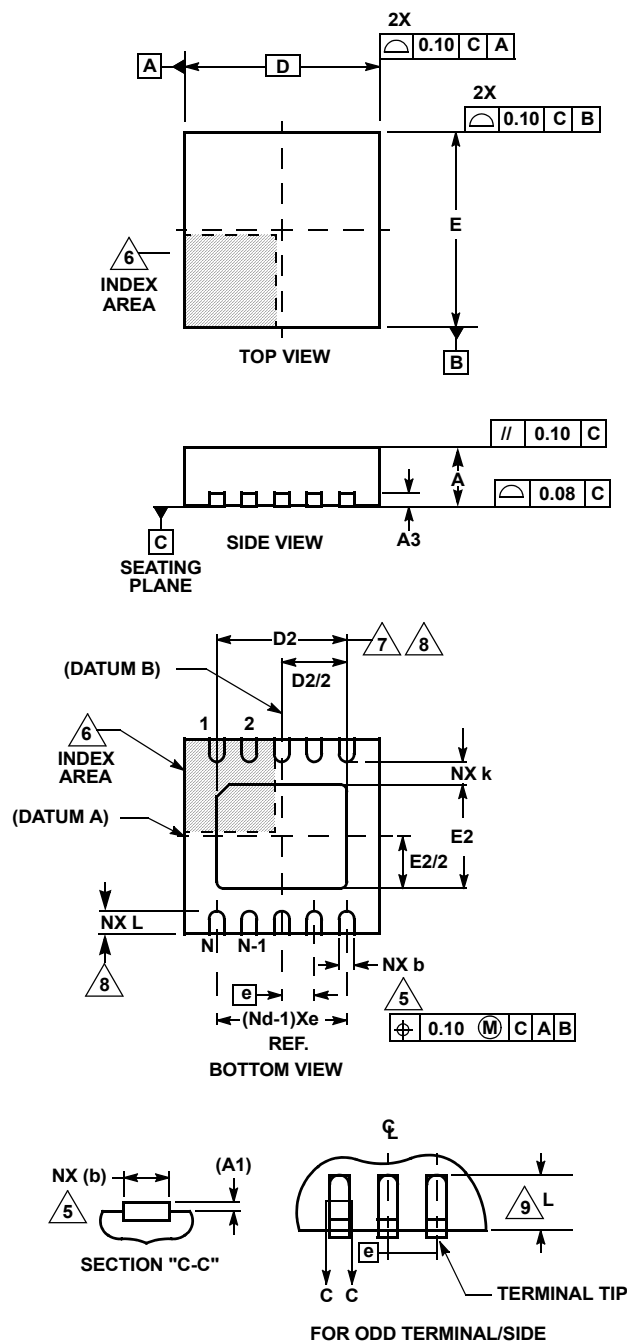 2X
0.10 C A
A
D
2X
0.10 C B
E
6
INDEX
AREA
TOP VIEW
B
// 0.10 C
A
0.08 C
C
SIDE VIEW
A3
SEATING
PLANE
D2
7 8
(DATUM B)
D2/2
6
INDEX
AREA
1 2
NX k
(DATUM A)
E2
E2/2
NX L
8
N N-1
NX b
e
5
(Nd-1)Xe
REF.
⌖ 0.10 Ⓜ C A B
BOTTOM VIEW
NX (b)
(A1)
5
SECTION "C-C"
℄
9 L
e
C C
TERMINAL TIP
FOR ODD TERMINAL/SIDE